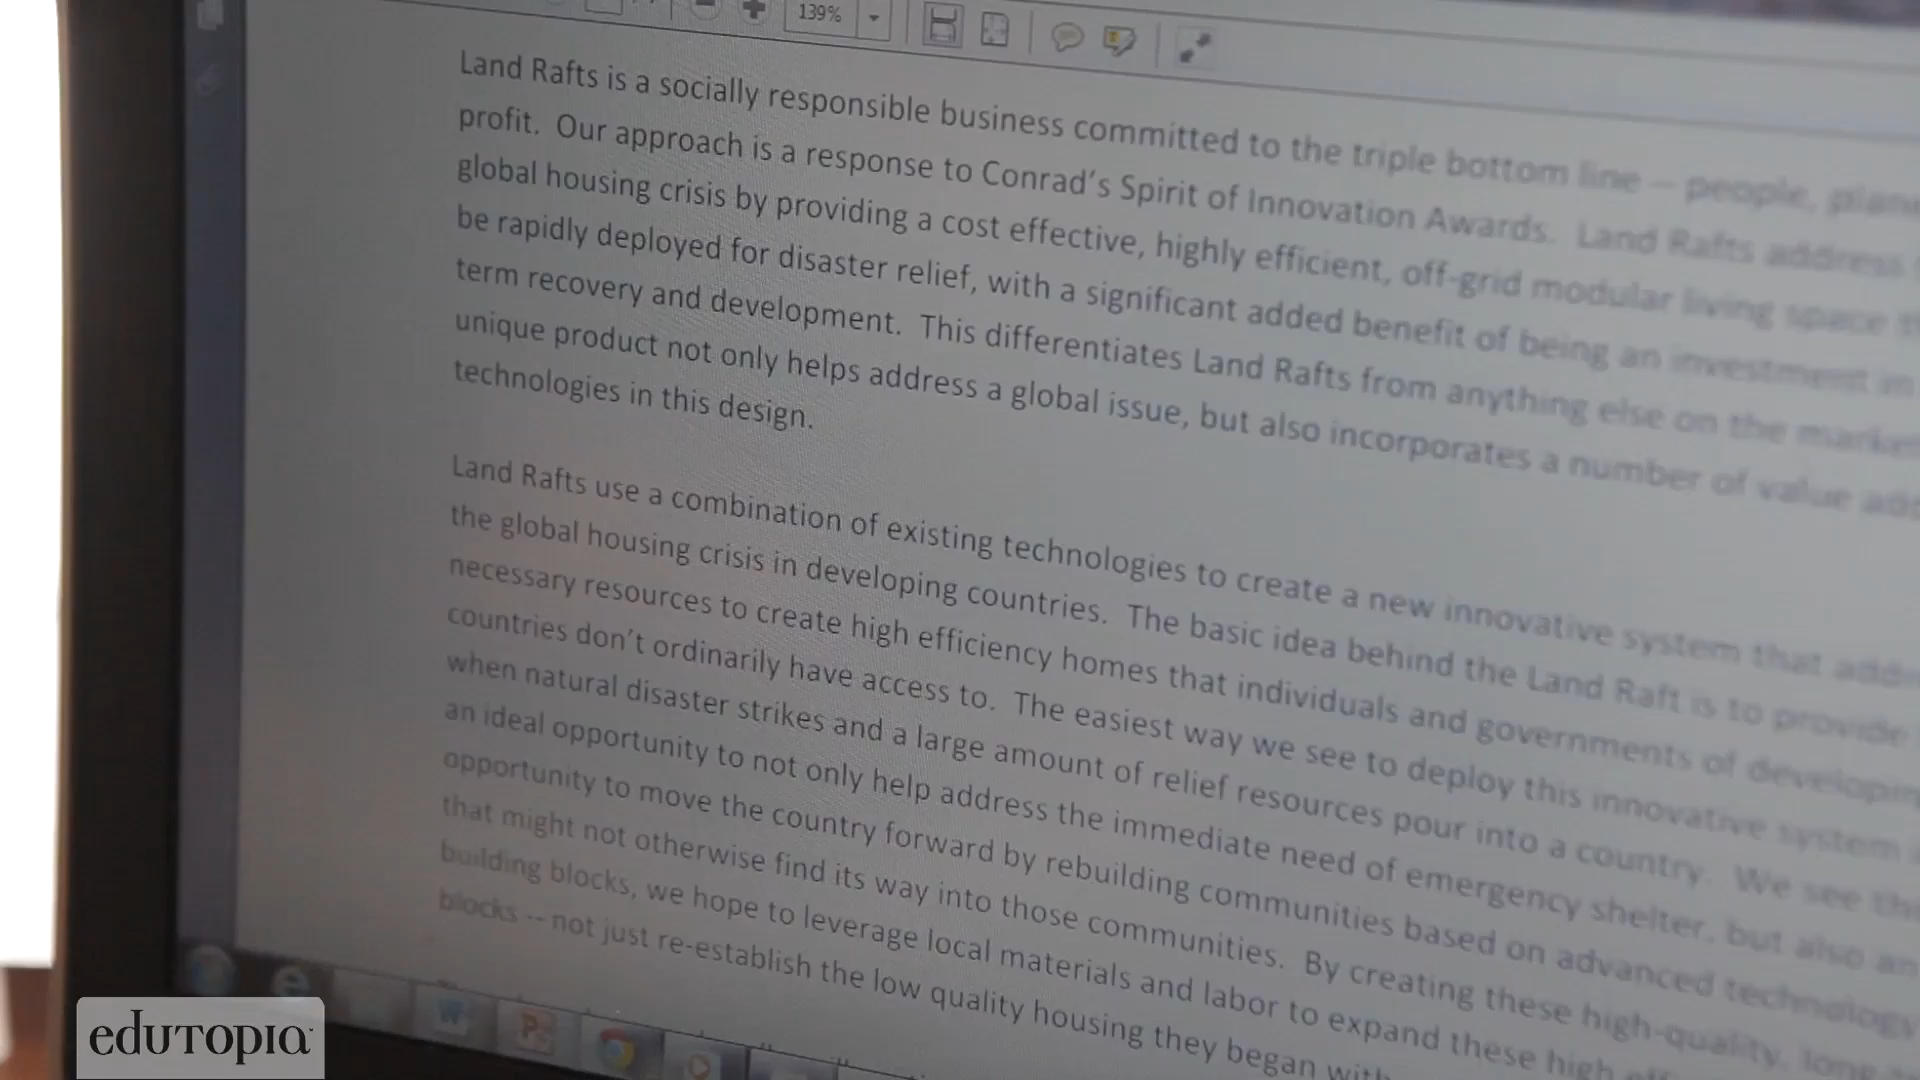 139%
Land Rafts is a socially responsible business committed to the triple bottom line – people,
profit. Our approach is a response to Conrad's Spirit of Innovation Awards. Land Rafts address
global housing crisis by providing a cost effective, highly efficient, off-grid modular living space
be rapidly deployed for disaster relief, with a significant added benefit of being an investment in
term recovery and development. This differentiates Land Rafts from anything else on the
unique product not only helps address a global issue, but also incorporates a number of value
technologies in this design.
Land Rafts use a combination of existing technologies to create a new innovative system that
the global housing crisis in developing countries. The basic idea behind the Land Raft is to provide
necessary resources to create high efficiency homes that individuals and governments of
countries don't ordinarily have access to. The easiest way we see to deploy this innovative system
when natural disaster strikes and a large amount of relief resources pour into a country. We see
an ideal opportunity to not only help address the immediate need of emergency shelter, but also
opportunity to move the country forward by rebuilding communities based on advanced technology
that might not otherwise find its way into those communities. By creating these high-quality,
building blocks, we hope to leverage local materials and labor to expand these high
blocks -- not just re-establish the low quality housing they began with
edutopia